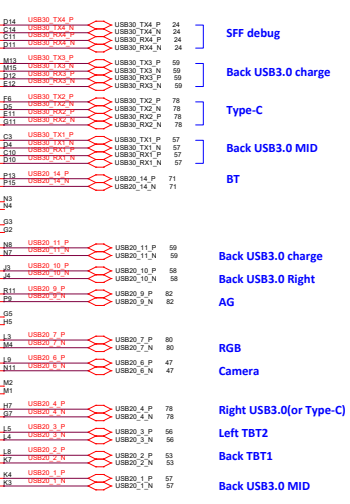 D14 USB30_TX4_P USB30_TX4_P 24
C14 USB30_TX4_N USB30_TX4_N 24
C11 USB30_RX4_P USB30_RX4_P 24
D11 USB30_RX4_N USB30_RX4_N 24
SFF debug
M13 USB30_TX3_P USB30_TX3_P 59
M15 USB30_TX3_N USB30_TX3_N 59
D12 USB30_RX3_P USB30_RX3_P 59
E12 USB30_RX3_N USB30_RX3_N 59
Back USB3.0 charge
F6 USB30_TX2_P USB30_TX2_P 78
D5 USB30_TX2_N USB30_TX2_N 78
E11 USB30_RX2_P USB30_RX2_P 78
G11 USB30_RX2_N USB30_RX2_N 78
Type-C
C3 USB30_TX1_P USB30_TX1_P 57
D4 USB30_TX1_N USB30_TX1_N 57
C10 USB30_RX1_P USB30_RX1_P 57
D10 USB30_RX1_N USB30_RX1_N 57
Back USB3.0 MID
P13 USB20_14_P USB20_14_P 71
P15 USB20_14_N USB20_14_N 71
BT
N3
N4
G3
G2
N8 USB20_11_P USB20_11_P 59
N7 USB20_11_N USB20_11_N 59
Back USB3.0 charge
J3 USB20_10_P USB20_10_P 58
J4 USB20_10_N USB20_10_N 58
Back USB3.0 Right
R11 USB20_9_P USB20_9_P 82
P9 USB20_9_N USB20_9_N 82
AG
G5
H5
L3 USB20_7_P USB20_7_P 80
M4 USB20_7_N USB20_7_N 80
RGB
L9 USB20_6_P USB20_6_P 47
N11 USB20_6_N USB20_6_N 47
Camera
M2
M1
H7 USB20_4_P USB20_4_P 78
G7 USB20_4_N USB20_4_N 78
Right USB3.0(or Type-C)
L5 USB20_3_P USB20_3_P 56
L4 USB20_3_N USB20_3_N 56
Left TBT2
L8 USB20_2_P USB20_2_P 53
K7 USB20_2_N USB20_2_N 53
Back TBT1
K4 USB20_1_P USB20_1_P 57
K3 USB20_1_N USB20_1_N 57
Back USB3.0 MID